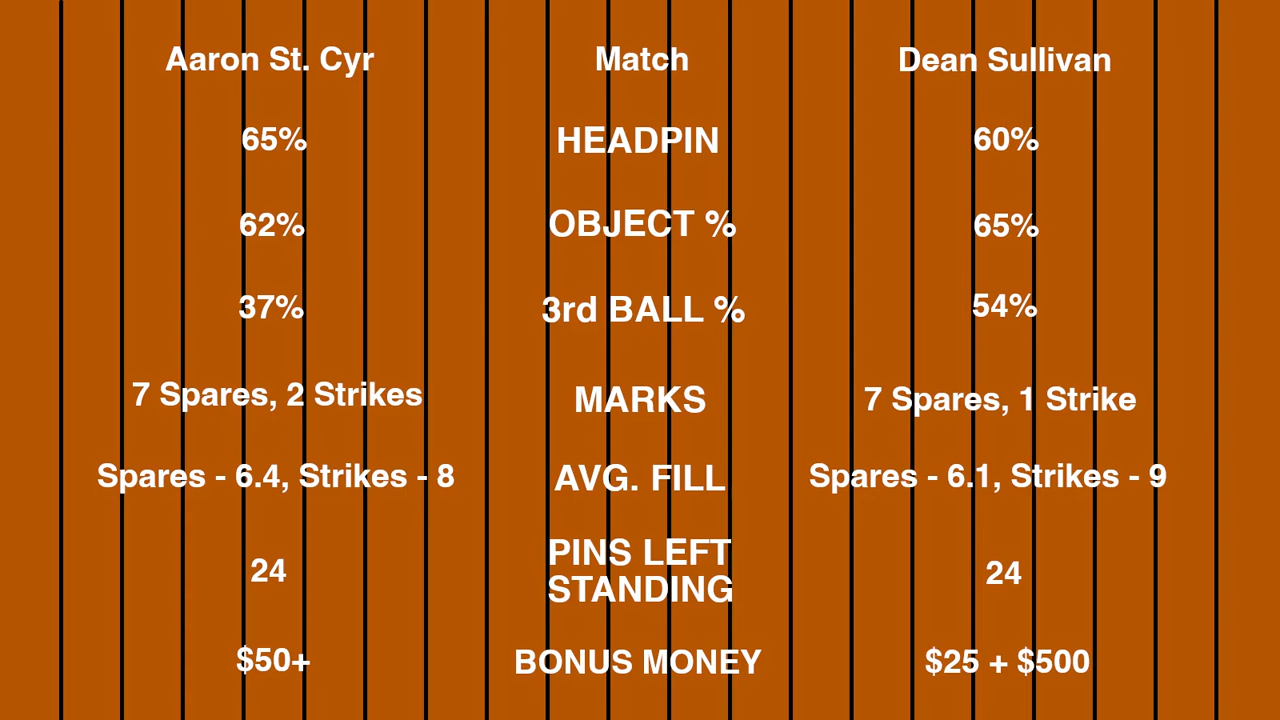 Aaron St. Cyr Match Dean Sullivan
65% HEADPIN 60%
62% OBJECT % 65%
37% 3rd BALL % 54%
7 Spares, 2 Strikes MARKS 7 Spares, 1 Strike
Spares - 6.4, Strikes - 8 AVG. FILL Spares - 6.1, Strikes - 9
PINS LEFT
24 STANDING 24
$50+ BONUS MONEY $25 + $500